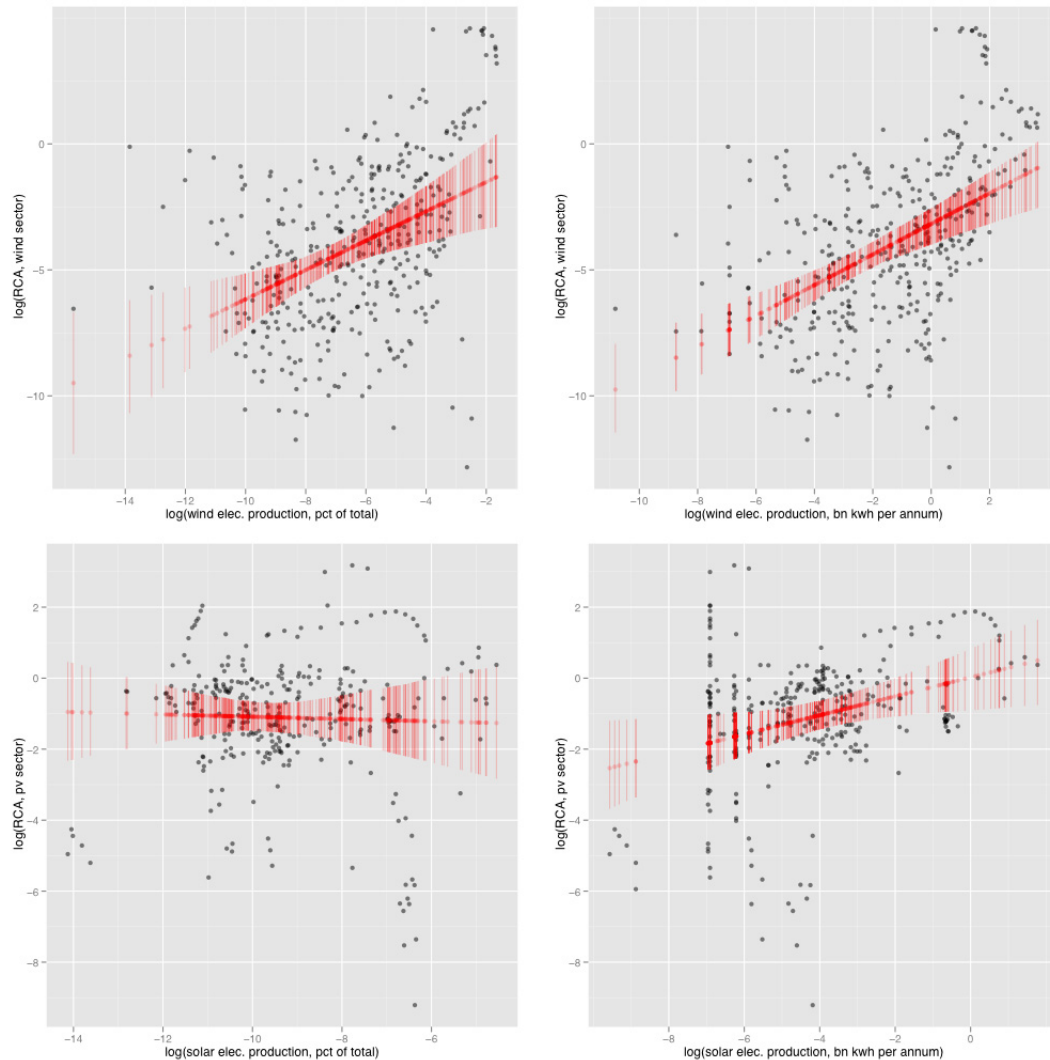 0
−5
−10
log(RCA, wind sector)
−14 −12 −10 −8 −6 −4 −2
log(wind elec. production, pct of total)
0
−5
−10
log(RCA, wind sector)
−10 −8 −6 −4 −2 0 2
log(wind elec. production, bn kwh per annum)
2
0
−2
−4
−6
−8
log(RCA, pv sector)
−14 −12 −10 −8 −6
log(solar elec. production, pct of total)
2
0
−2
−4
−6
−8
log(RCA, pv sector)
−8 −6 −4 −2 0
log(solar elec. production, bn kwh per annum)